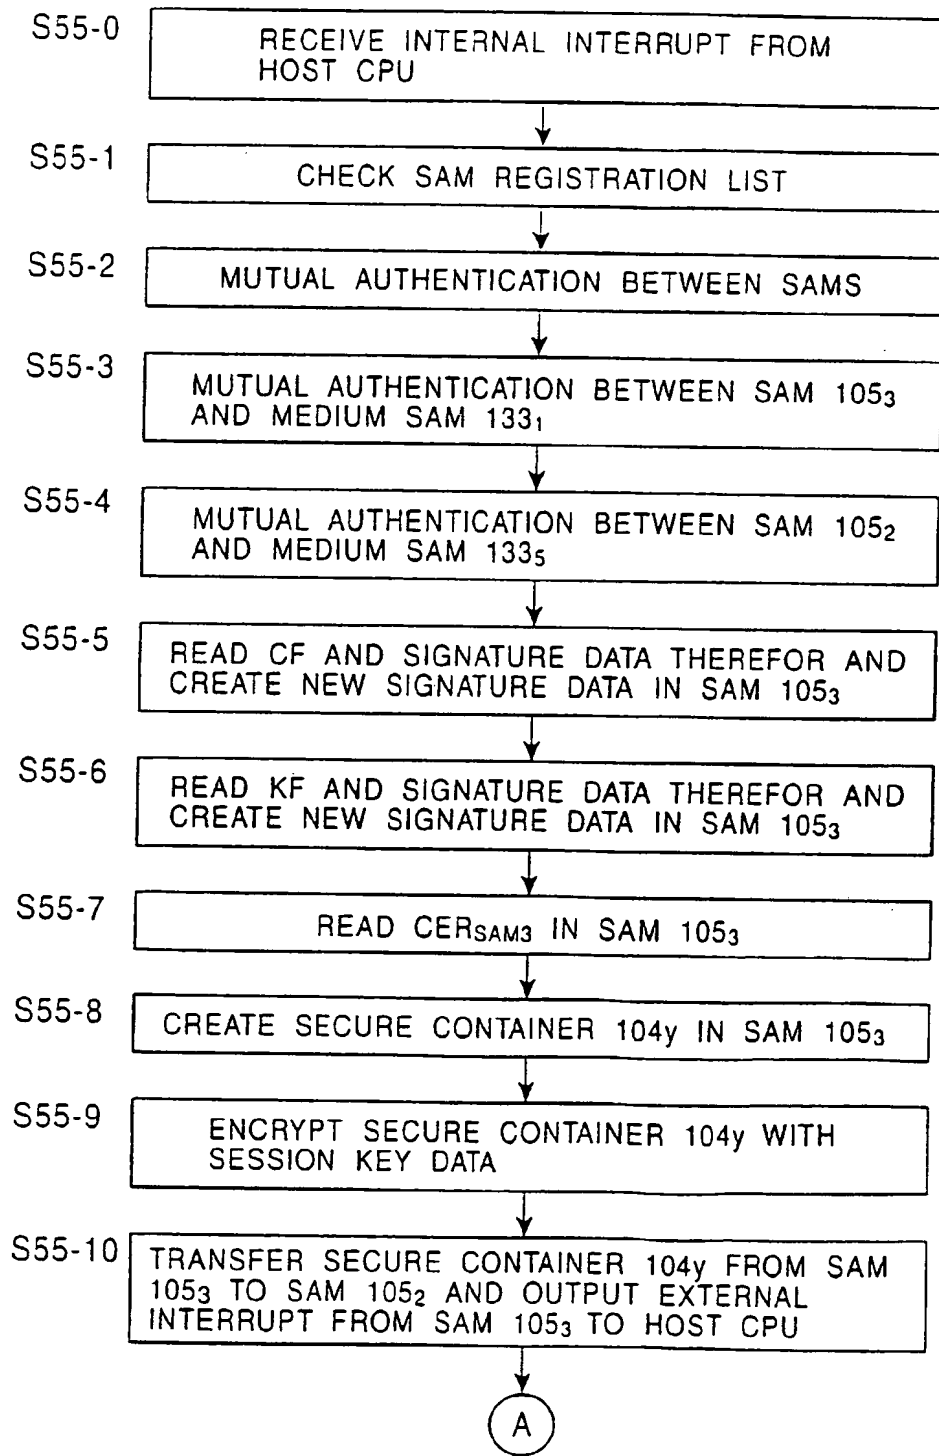 S55-0
RECEIVE INTERNAL INTERRUPT FROM
HOST CPU
S55-1
CHECK SAM REGISTRATION LIST
S55-2
MUTUAL AUTHENTICATION BETWEEN SAMS
S55-3
MUTUAL AUTHENTICATION BETWEEN SAM 105₃
AND MEDIUM SAM 133₁
S55-4
MUTUAL AUTHENTICATION BETWEEN SAM 105₂
AND MEDIUM SAM 133₅
S55-5
READ CF AND SIGNATURE DATA THEREFOR AND
CREATE NEW SIGNATURE DATA IN SAM 105₃
S55-6
READ KF AND SIGNATURE DATA THEREFOR AND
CREATE NEW SIGNATURE DATA IN SAM 105₃
S55-7
READ CER_SAM3 IN SAM 105₃
S55-8
CREATE SECURE CONTAINER 104y IN SAM 105₃
S55-9
ENCRYPT SECURE CONTAINER 104y WITH
SESSION KEY DATA
S55-10
TRANSFER SECURE CONTAINER 104y FROM SAM
105₃ TO SAM 105₂ AND OUTPUT EXTERNAL
INTERRUPT FROM SAM 105₃ TO HOST CPU
A